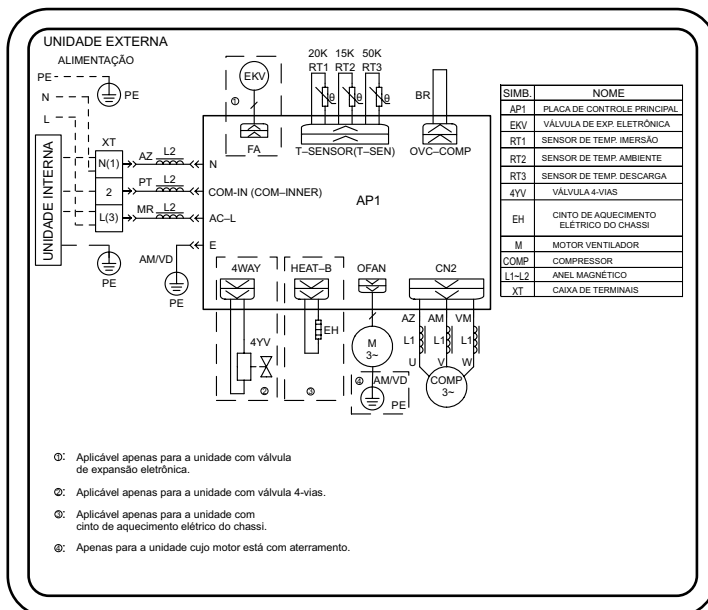 UNIDADE EXTERNA
ALIMENTAÇÃO
PE
PE
N
L
UNIDADE INTERNA
XT
N(1)
2
L(3)
AZ
L2
N
PT
L2
COM-IN (COM–INNER)
MR
L2
AC–L
E
PE
AM/VD
PE
①
EKV
FA
20K 15K 50K
RT1 RT2 RT3
θ θ θ
T–SENSOR(T–SEN)
BR
OVC–COMP
AP1
4WAY
4YV
②
HEAT–B
EH
③
OFAN
M
3~
④ AM/VD
PE
CN2
AZ AM VM
L1 L1 L1
U V W
COMP
3~
SIMB. NOME
AP1 PLACA DE CONTROLE PRINCIPAL
EKV VÁLVULA DE EXP. ELETRÔNICA
RT1 SENSOR DE TEMP. IMERSÃO
RT2 SENSOR DE TEMP. AMBIENTE
RT3 SENSOR DE TEMP. DESCARGA
4YV VÁLVULA 4-VIAS
EH CINTO DE AQUECIMENTO
ELÉTRICO DO CHASSI
M MOTOR VENTILADOR
COMP COMPRESSOR
L1~L2 ANEL MAGNÉTICO
XT CAIXA DE TERMINAIS
①: Aplicável apenas para a unidade com válvula
de expansão eletrônica.
②: Aplicável apenas para a unidade com válvula 4-vias.
③: Aplicável apenas para a unidade com
cinto de aquecimento elétrico do chassi.
④: Apenas para a unidade cujo motor está com aterramento.